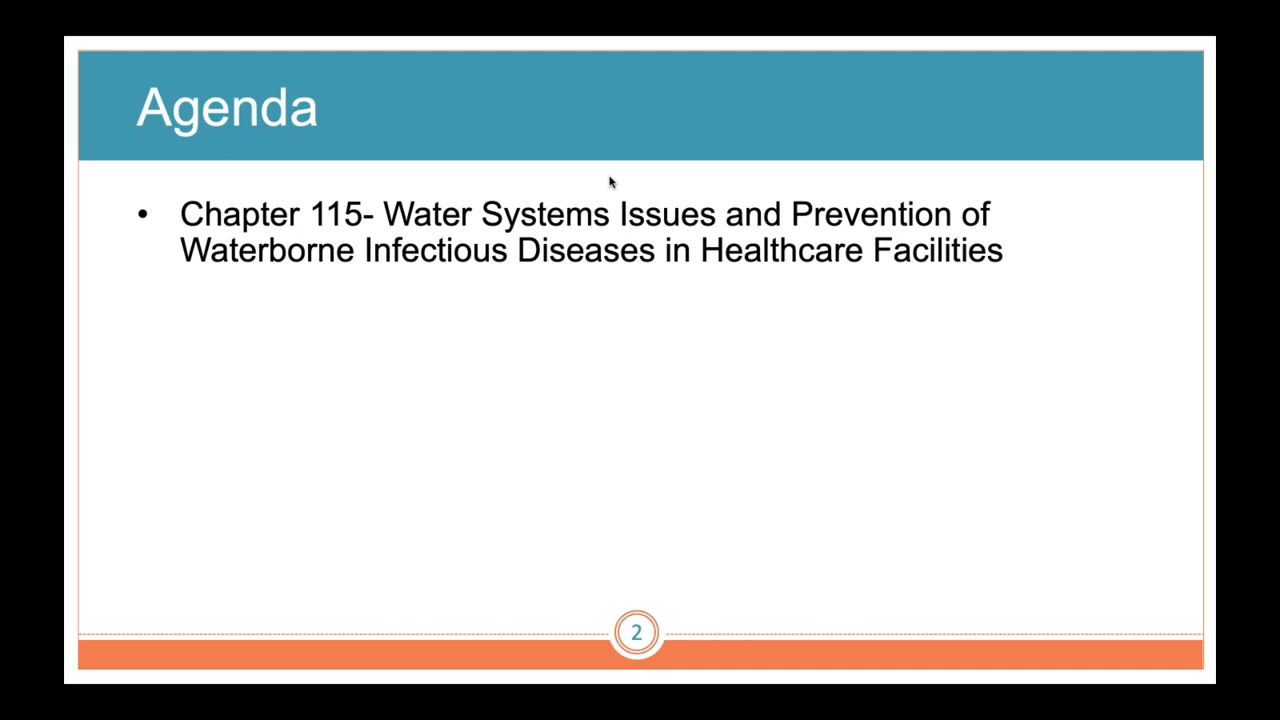 Agenda
• Chapter 115- Water Systems Issues and Prevention of
Waterborne Infectious Diseases in Healthcare Facilities
2